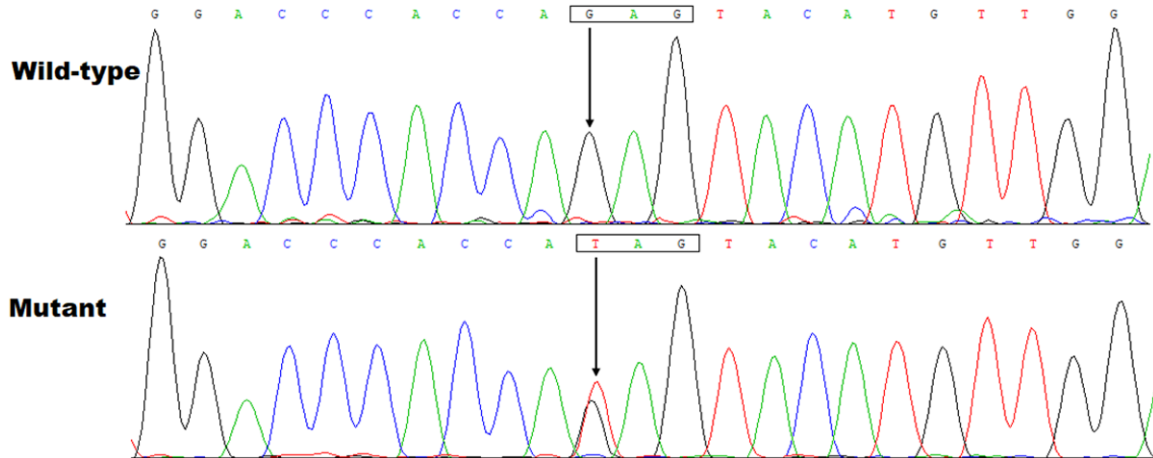 G G A C C C A C C A G A G T A C A T G T T G G
Wild-type
G G A C C C A C C A T A G T A C A T G T T G G
Mutant